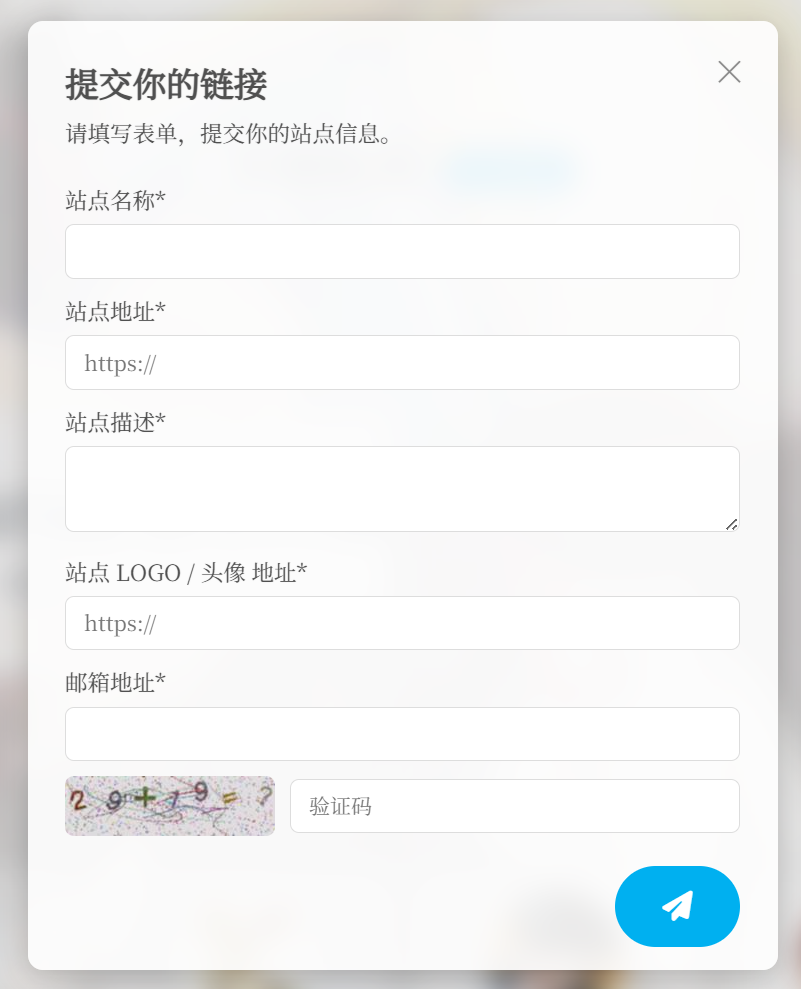 提交你的链接
请填写表单，提交你的站点信息。
站点名称*
站点地址*
https://
站点描述*
站点 LOGO / 头像 地址*
https://
邮箱地址*
29+19=?
验证码